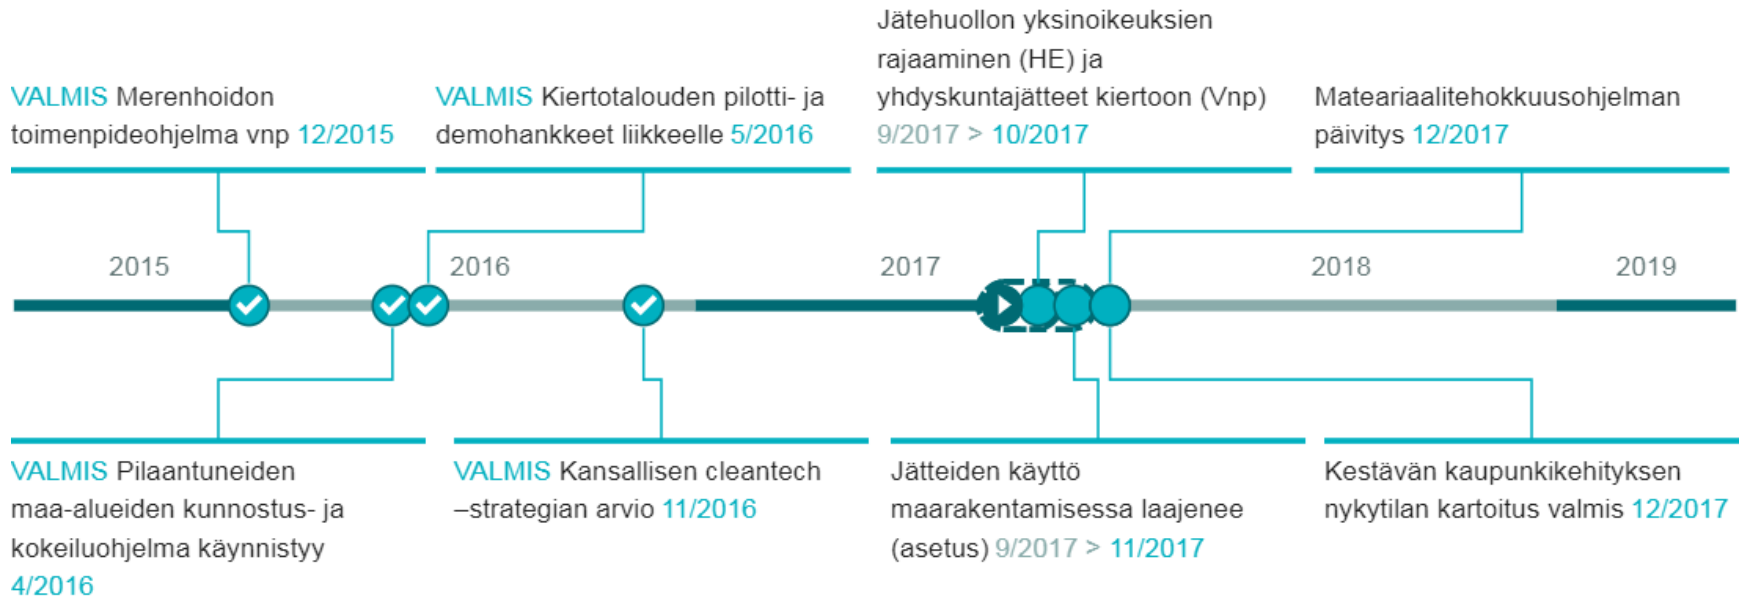 VALMIS Merenhoidon
toimenpideohjelma vnp 12/2015
VALMIS Kiertotalouden pilotti- ja
demohankkeet liikkeelle 5/2016
Jätehuollon yksinoikeuksien
rajaaminen (HE) ja
yhdyskuntajätteet kiertoon (Vnp)
9/2017 > 10/2017
Mateariaalitehokkuusohjelman
päivitys 12/2017
2015
2016
2017
2018
2019
VALMIS Pilaantuneiden
maa-alueiden kunnostus- ja
kokeiluohjelma käynnistyy
4/2016
VALMIS Kansallisen cleantech
–strategian arvio 11/2016
Jätteiden käyttö
maarakentamisessa laajenee
(asetus) 9/2017 > 11/2017
Kestävän kaupunkikehityksen
nykytilan kartoitus valmis 12/2017